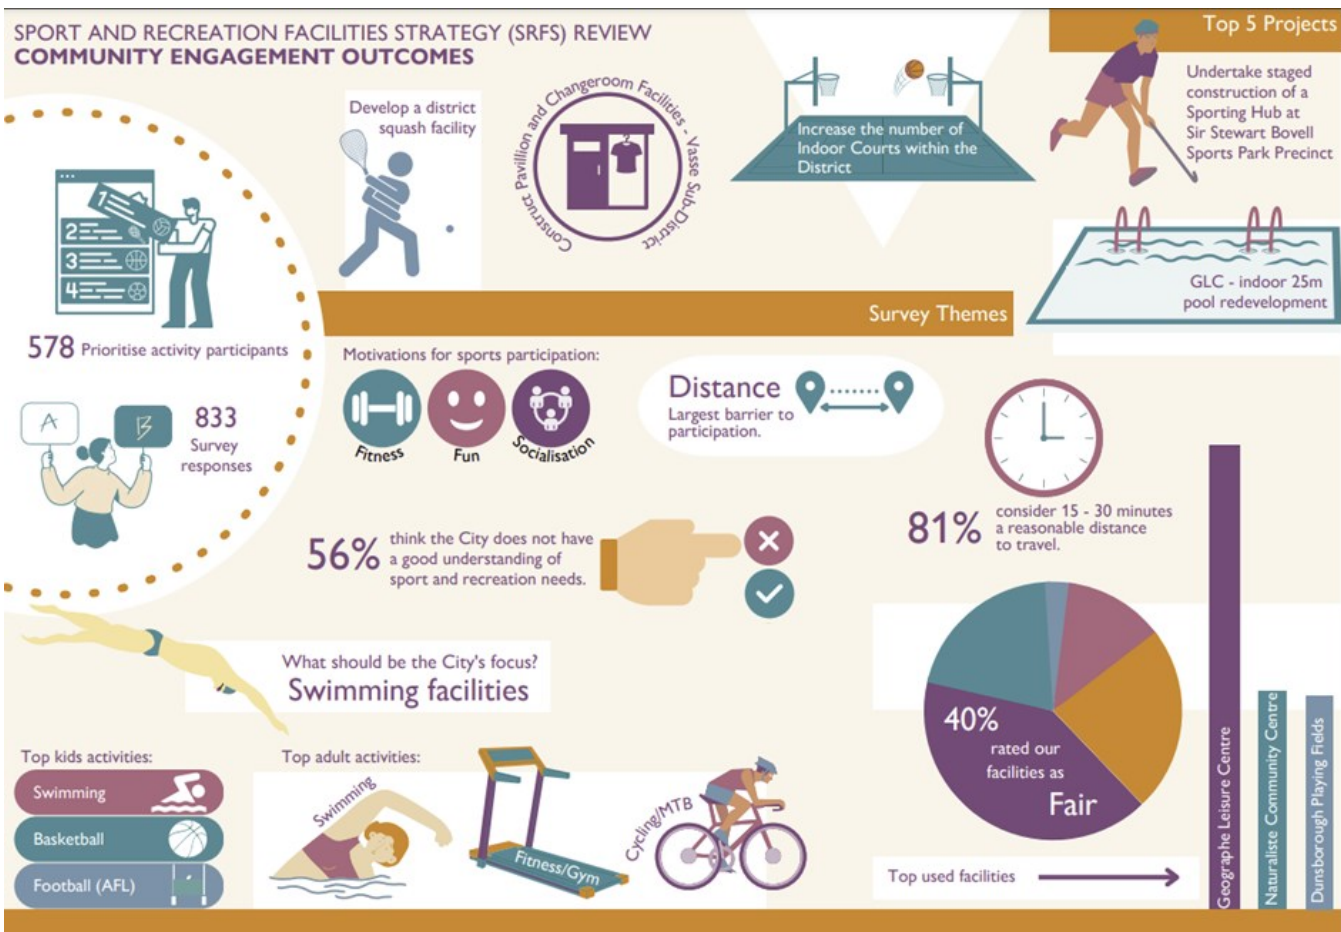 SPORT AND RECREATION FACILITIES STRATEGY (SRFS) REVIEW
COMMUNITY ENGAGEMENT OUTCOMES
Top 5 Projects
Develop a district
squash facility
Construct Pavillion and Changeroom Facilities - Vasse Sub-District
Increase the number of
Indoor Courts within the
District
Undertake staged
construction of a
Sporting Hub at
Sir Stewart Bovell
Sports Park Precinct
GLC - indoor 25m
pool redevelopment
1
2
3
4
578 Prioritise activity participants
A
B
833
Survey
responses
Survey Themes
Motivations for sports participation:
Fitness
Fun
Socialisation
Distance
Largest barrier to
participation.
81%
consider 15 - 30 minutes
a reasonable distance
to travel.
56%
think the City does not have
a good understanding of
sport and recreation needs.
What should be the City's focus?
Swimming facilities
40%
rated our
facilities as
Fair
Top kids activities:
Swimming
Basketball
Football (AFL)
Top adult activities:
Swimming
Fitness/Gym
Cycling/MTB
Top used facilities
Geographe Leisure Centre
Naturaliste Community Centre
Dunsborough Playing Fields